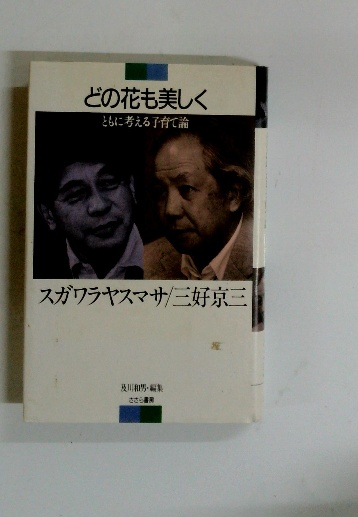 どの花も美しく
ともに考える子育て論
スガワラヤスマサ/三好京三
及川和男・編集
ささら書房